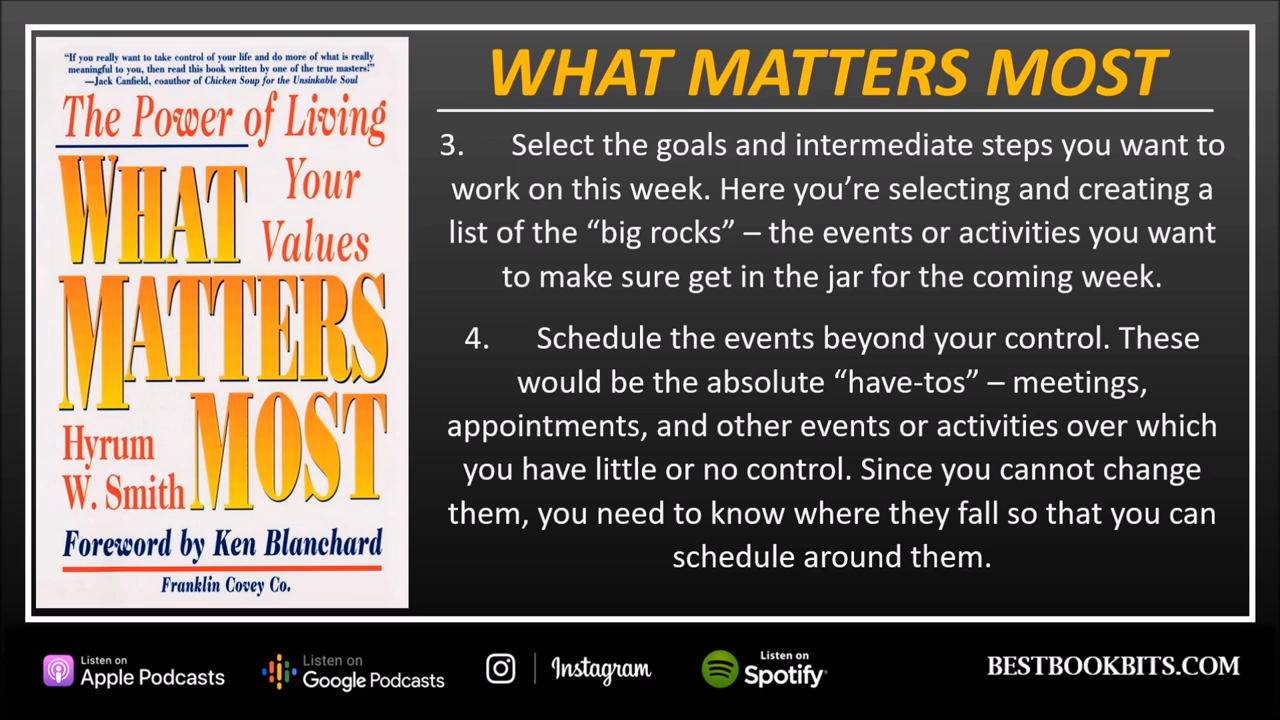 "If you really want to take control of your life and do more of what is really
meaningful to you, then read this book written by one of the true masters!"
—Jack Canfield, coauthor of Chicken Soup for the Unsinkable Soul
The Power of Living
Your
Values
WHAT
MATTERS
MOST
Hyrum
W. Smith
Foreword by Ken Blanchard
Franklin Covey Co.
WHAT MATTERS MOST
3. Select the goals and intermediate steps you want to
work on this week. Here you’re selecting and creating a
list of the “big rocks” – the events or activities you want
to make sure get in the jar for the coming week.
4. Schedule the events beyond your control. These
would be the absolute “have-tos” – meetings,
appointments, and other events or activities over which
you have little or no control. Since you cannot change
them, you need to know where they fall so that you can
schedule around them.
Listen on
Apple Podcasts
Listen on
Google Podcasts
Instagram
Listen on
Spotify
BESTBOOKBITS.COM